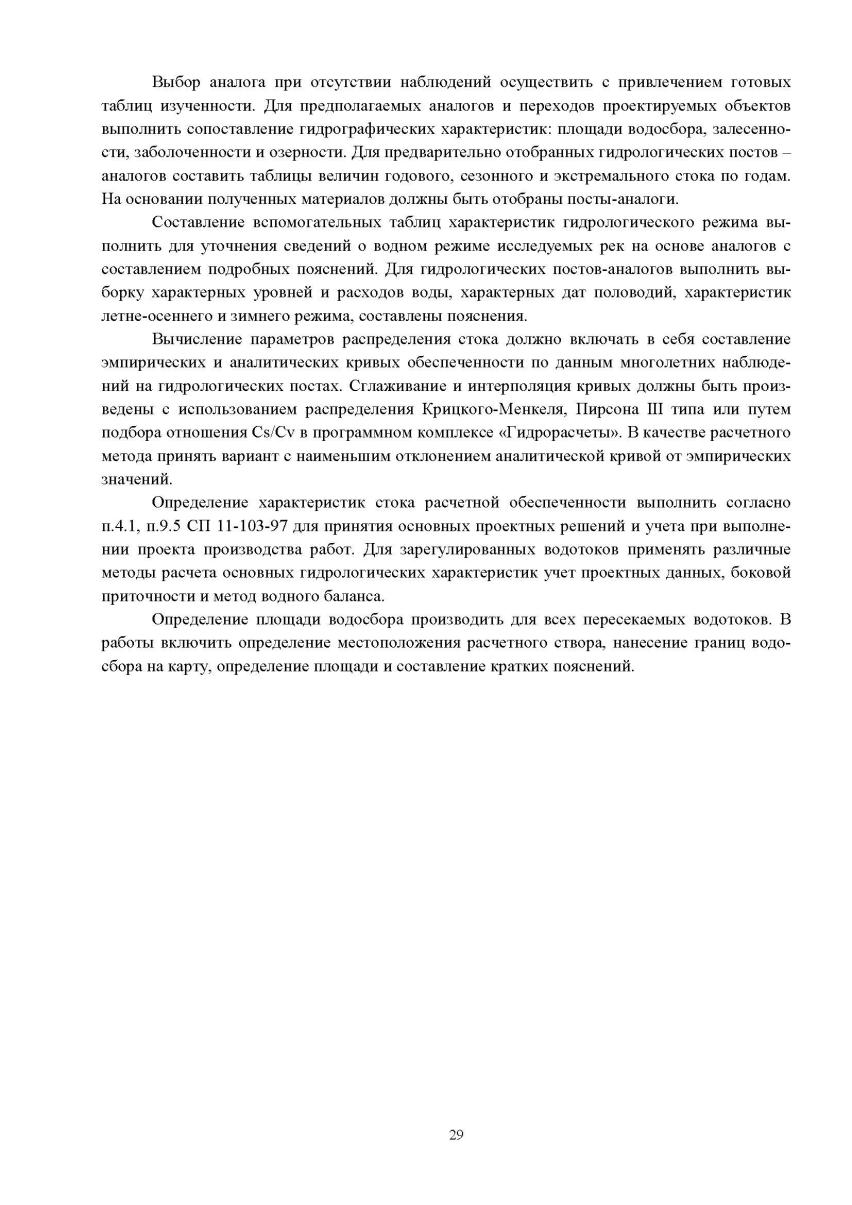 Выбор аналога при отсутствии наблюдений осуществить с привлечением готовых
таблиц изученности. Для предполагаемых аналогов и переходов проектируемых объектов
выполнить сопоставление гидрографических характеристик: площади водосбора, залесенно-
сти, заболоченности и озерности. Для предварительно отобранных гидрологических постов –
аналогов составить таблицы величин годового, сезонного и экстремального стока по годам.
На основании полученных материалов должны быть отобраны посты-аналоги.
Составление вспомогательных таблиц характеристик гидрологического режима вы-
полнить для уточнения сведений о водном режиме исследуемых рек на основе аналогов с
составлением подробных пояснений. Для гидрологических постов-аналогов выполнить вы-
борку характерных уровней и расходов воды, характерных дат половодий, характеристик
летне-осеннего и зимнего режима, составлены пояснения.
Вычисление параметров распределения стока должно включать в себя составление
эмпирических и аналитических кривых обеспеченности по данным многолетних наблюде-
ний на гидрологических постах. Сглаживание и интерполяция кривых должны быть произ-
ведены с использованием распределения Крицкого-Менкеля, Пирсона III типа или путем
подбора отношения Cs/Cv в программном комплексе «Гидрорасчеты». В качестве расчетного
метода принять вариант с наименьшим отклонением аналитической кривой от эмпирических
значений.
Определение характеристик стока расчетной обеспеченности выполнить согласно
п.4.1, п.9.5 СП 11-103-97 для принятия основных проектных решений и учета при выполне-
нии проекта производства работ. Для зарегулированных водотоков применять различные
методы расчета основных гидрологических характеристик учет проектных данных, боковой
приточности и метод водного баланса.
Определение площади водосбора производить для всех пересекаемых водотоков. В
работы включить определение местоположения расчетного створа, нанесение границ водо-
сбора на карту, определение площади и составление кратких пояснений.
29